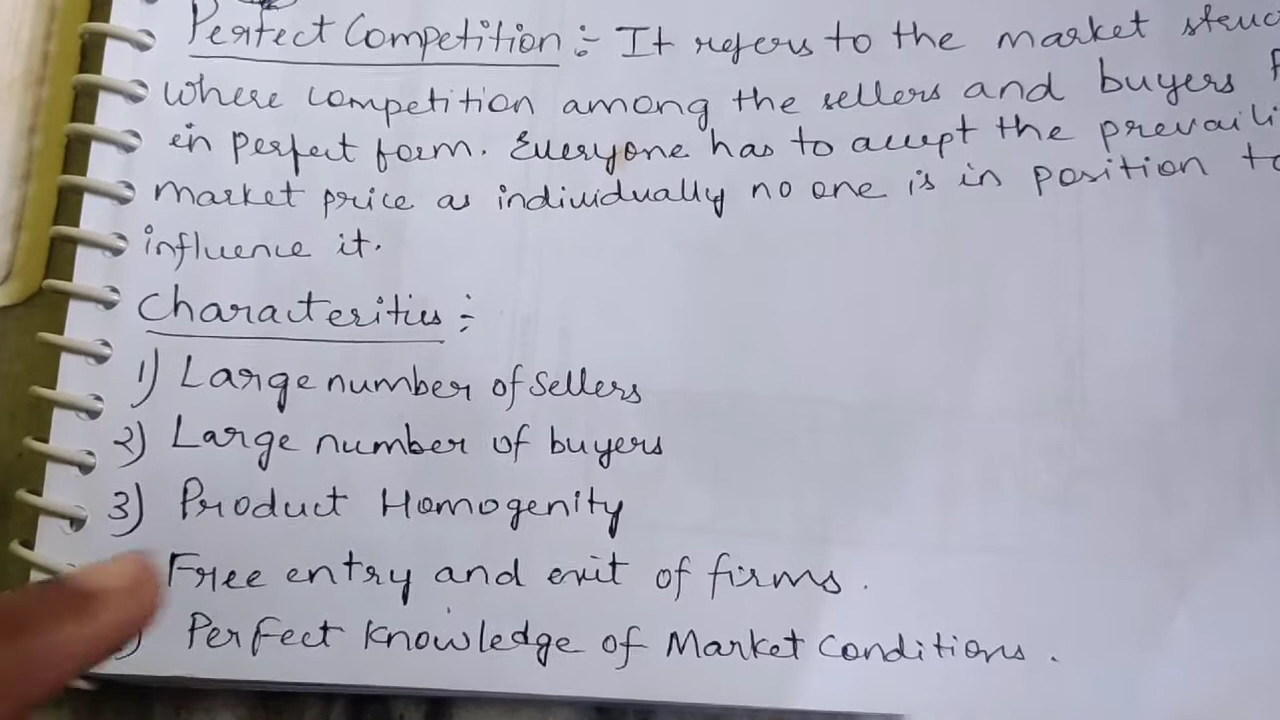 Perfect Competition :- It refers to the market struc
where competition among the sellers and buyers
in perfect form. Everyone has to accept the prevaili
market price as individually no one is in position to
influence it.
Characterities :-
1) Large number of sellers
2) Large number of buyers
3) Product Homogenity
Free entry and exit of firms.
) Perfect Knowledge of Market Conditions.